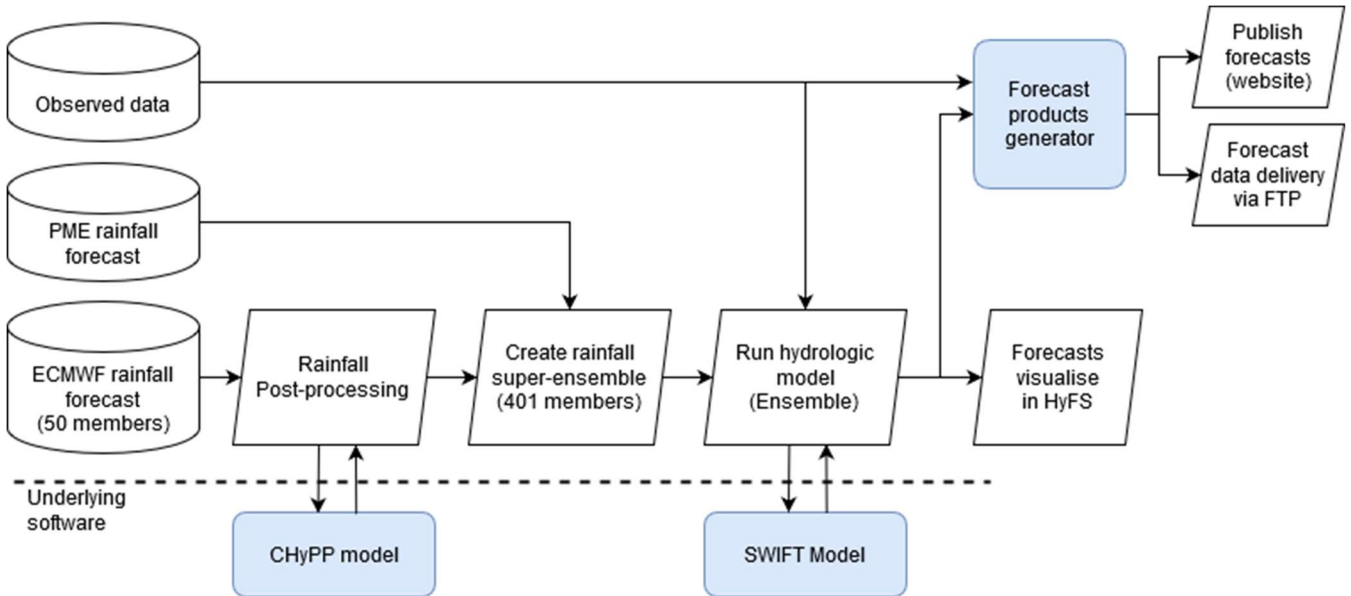 Observed data
PME rainfall
forecast
ECMWF rainfall
forecast
(50 members)
Rainfall
Post-processing
Create rainfall
super-ensemble
(401 members)
Run hydrologic
model
(Ensemble)
Forecasts
visualise
in HyFS
Forecast
products
generator
Publish
forecasts
(website)
Forecast
data delivery
via FTP
Underlying
software
CHyPP model
SWIFT Model